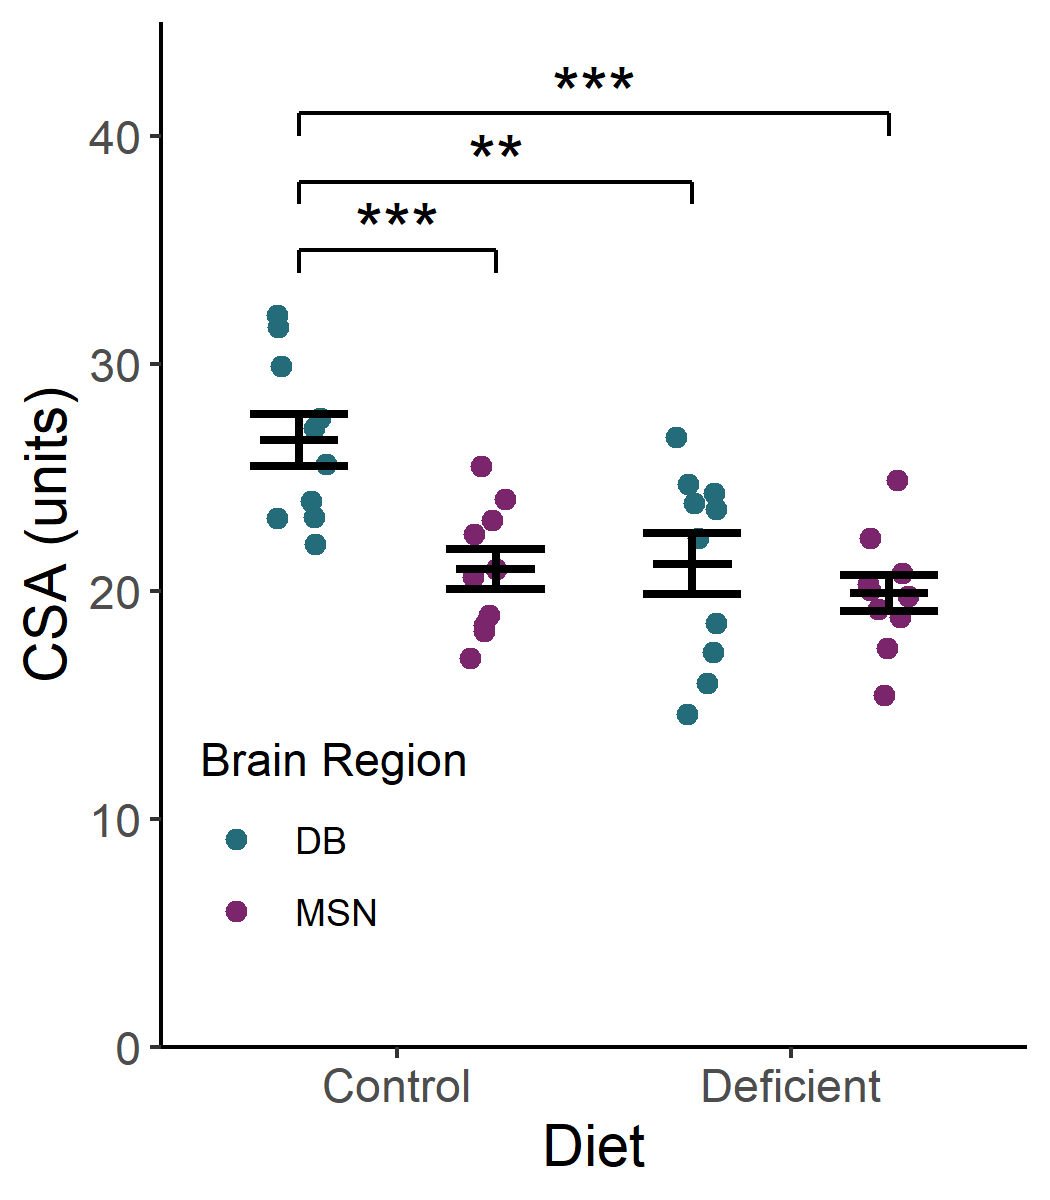 ***
40
**
***
30
CSA (units)
20
Brain Region
10
DB
MSN
0
Control Deficient
Diet